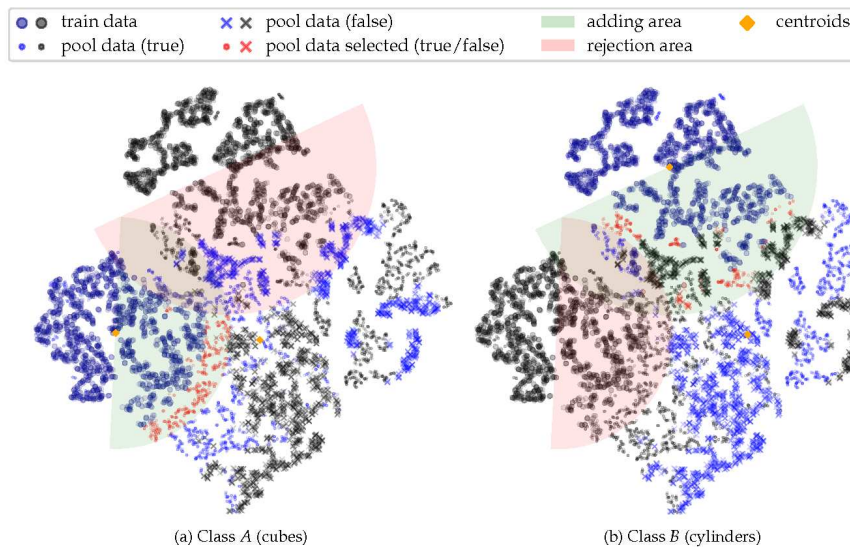 train data pool data (false) adding area centroids
pool data (true) pool data selected (true/false) rejection area
(a) Class A (cubes) (b) Class B (cylinders)